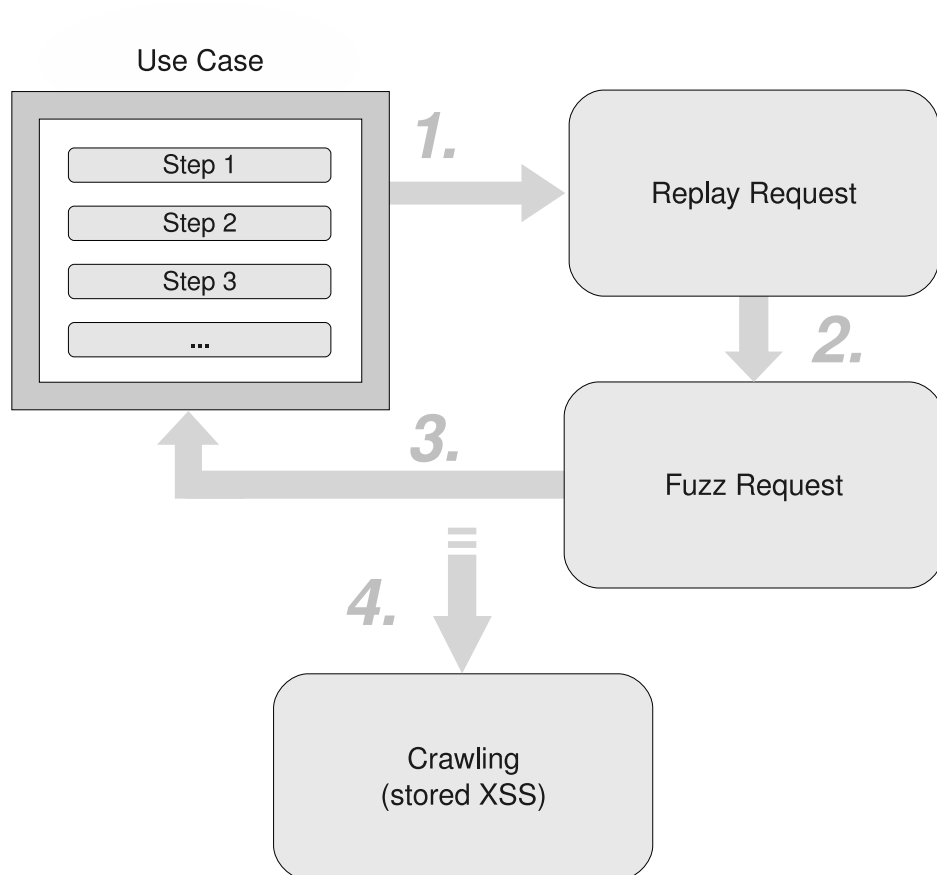 Use Case
Step 1
Step 2
Step 3
...
1.
Replay Request
2.
Fuzz Request
3.
4.
Crawling
(stored XSS)